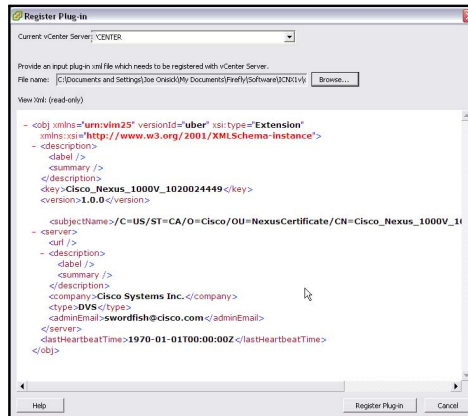 Register Plug-in
Current vCenter Server: VCENTER
Provide an input plug-in xml file which needs to be registered with vCenter Server.
File name: C:\Documents and Settings\Joe Onisick\My Documents\Firefly\Software\ICNX1v\ Browse...
View Xml: (read-only)
- <obj xmlns="urn:vim25" versionId="uber" xsi:type="Extension"
xmlns:xsi="http://www.w3.org/2001/XMLSchema-instance">
- <description>
<label />
<summary />
</description>
<key>Cisco_Nexus_1000V_1020024449</key>
<version>1.0.0</version>
<subjectName>/C=US/ST=CA/O=Cisco/OU=NexusCertificate/CN=Cisco_Nexus_1000V_10
- <server>
<url />
- <description>
<label />
<summary />
</description>
<company>Cisco Systems Inc.</company>
<type>DVS</type>
<adminEmail>swordfish@cisco.com</adminEmail>
</server>
<lastHeartbeatTime>1970-01-01T00:00:00Z</lastHeartbeatTime>
</obj>
Help Register Plug-in Cancel